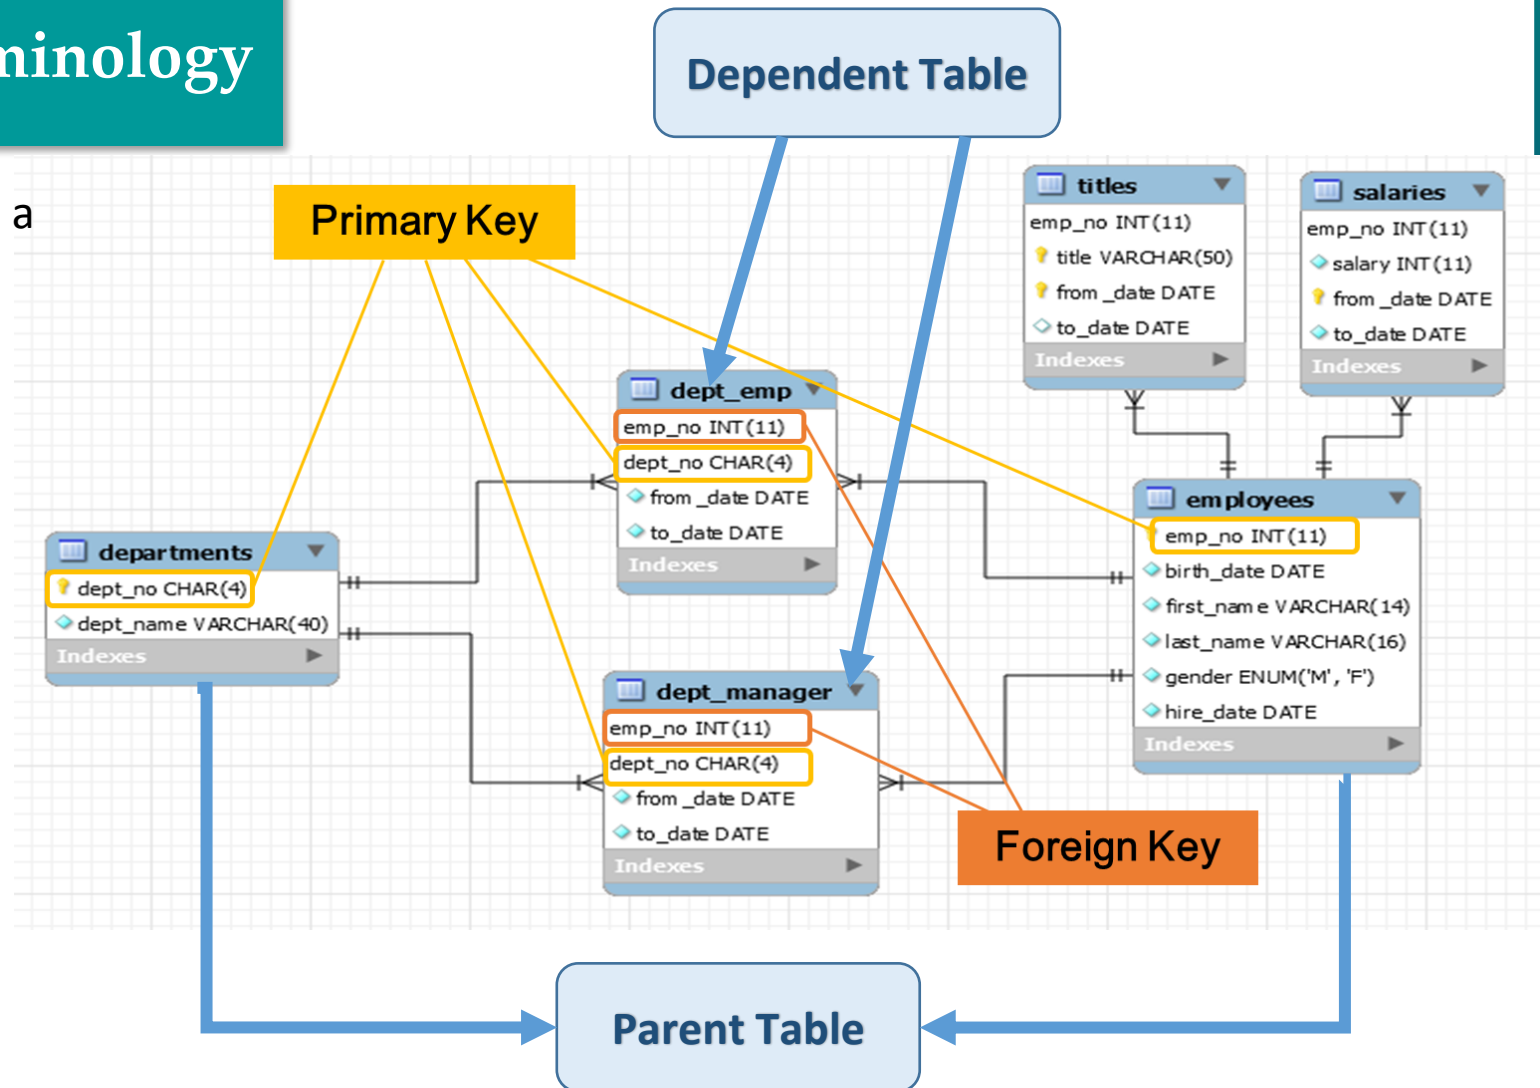 minology
Dependent Table
a
Primary Key
titles
emp_no INT(11)
title VARCHAR(50)
from_date DATE
to_date DATE
Indexes
salaries
emp_no INT(11)
salary INT(11)
from_date DATE
to_date DATE
Indexes
dept_emp
emp_no INT(11)
dept_no CHAR(4)
from_date DATE
to_date DATE
Indexes
employees
emp_no INT(11)
birth_date DATE
first_name VARCHAR(14)
last_name VARCHAR(16)
gender ENUM('M', 'F')
hire_date DATE
Indexes
departments
dept_no CHAR(4)
dept_name VARCHAR(40)
Indexes
dept_manager
emp_no INT(11)
dept_no CHAR(4)
from_date DATE
to_date DATE
Indexes
Foreign Key
Parent Table